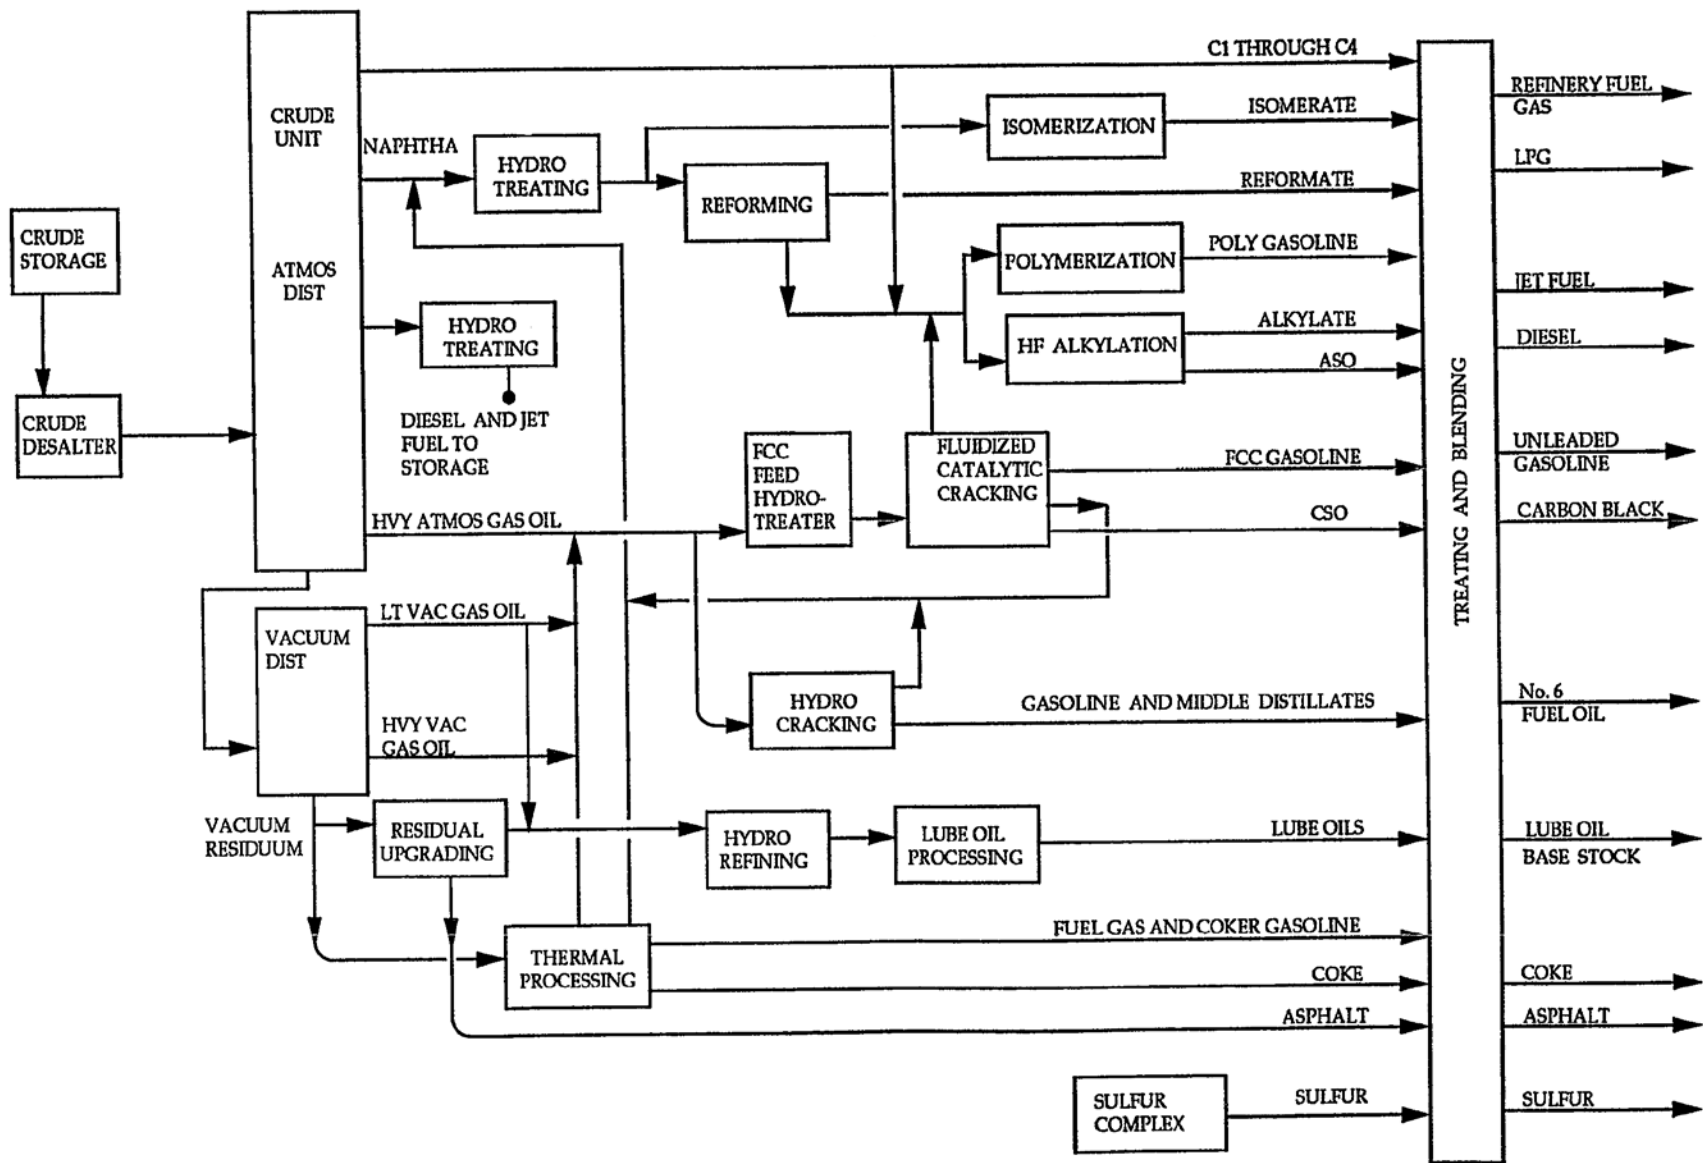 C1 THROUGH C4
REFINERY FUEL
GAS
CRUDE
UNIT
ISOMERIZATION
ISOMERATE
NAPHTHA
HYDRO
TREATING
LPG
REFORMING
REFORMATE
CRUDE
STORAGE
ATMOS
DIST
POLYMERIZATION
POLY GASOLINE
JET FUEL
HYDRO
TREATING
HF ALKYLATION
ALKYLATE
ASO
DIESEL
CRUDE
DESALTER
DIESEL AND JET
FUEL TO
STORAGE
FCC
FEED
HYDRO-
TREATER
FLUIDIZED
CATALYTIC
CRACKING
FCC GASOLINE
UNLEADED
GASOLINE
HVY ATMOS GAS OIL
CSO
CARBON BLACK
TREATING AND BLENDING
LT VAC GAS OIL
VACUUM
DIST
HYDRO
CRACKING
GASOLINE AND MIDDLE DISTILLATES
No. 6
FUEL OIL
HVY VAC
GAS OIL
VACUUM
RESIDUUM
RESIDUAL
UPGRADING
HYDRO
REFINING
LUBE OIL
PROCESSING
LUBE OILS
LUBE OIL
BASE STOCK
THERMAL
PROCESSING
FUEL GAS AND COKER GASOLINE
COKE
COKE
ASPHALT
ASPHALT
SULFUR
COMPLEX
SULFUR
SULFUR